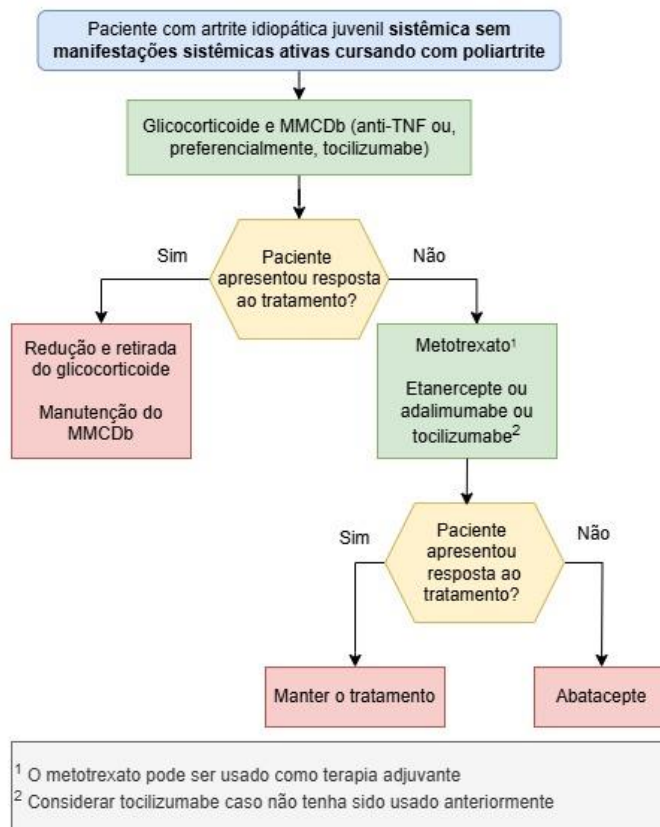 Paciente com artrite idiopática juvenil sistêmica sem
manifestações sistêmicas ativas cursando com poliartrite
Glicocorticoide e MMCDb (anti-TNF ou,
preferencialmente, tocilizumabe)
Sim
Paciente
apresentou resposta
ao tratamento?
Não
Redução e retirada
do glicocorticoide
Manutenção do
MMCDb
Metotrexato¹
Etanercepte ou
adalimumabe ou
tocilizumabe²
Sim
Paciente
apresentou
resposta ao
tratamento?
Não
Manter o tratamento
Abatacepte
¹ O metotrexato pode ser usado como terapia adjuvante
² Considerar tocilizumabe caso não tenha sido usado anteriormente